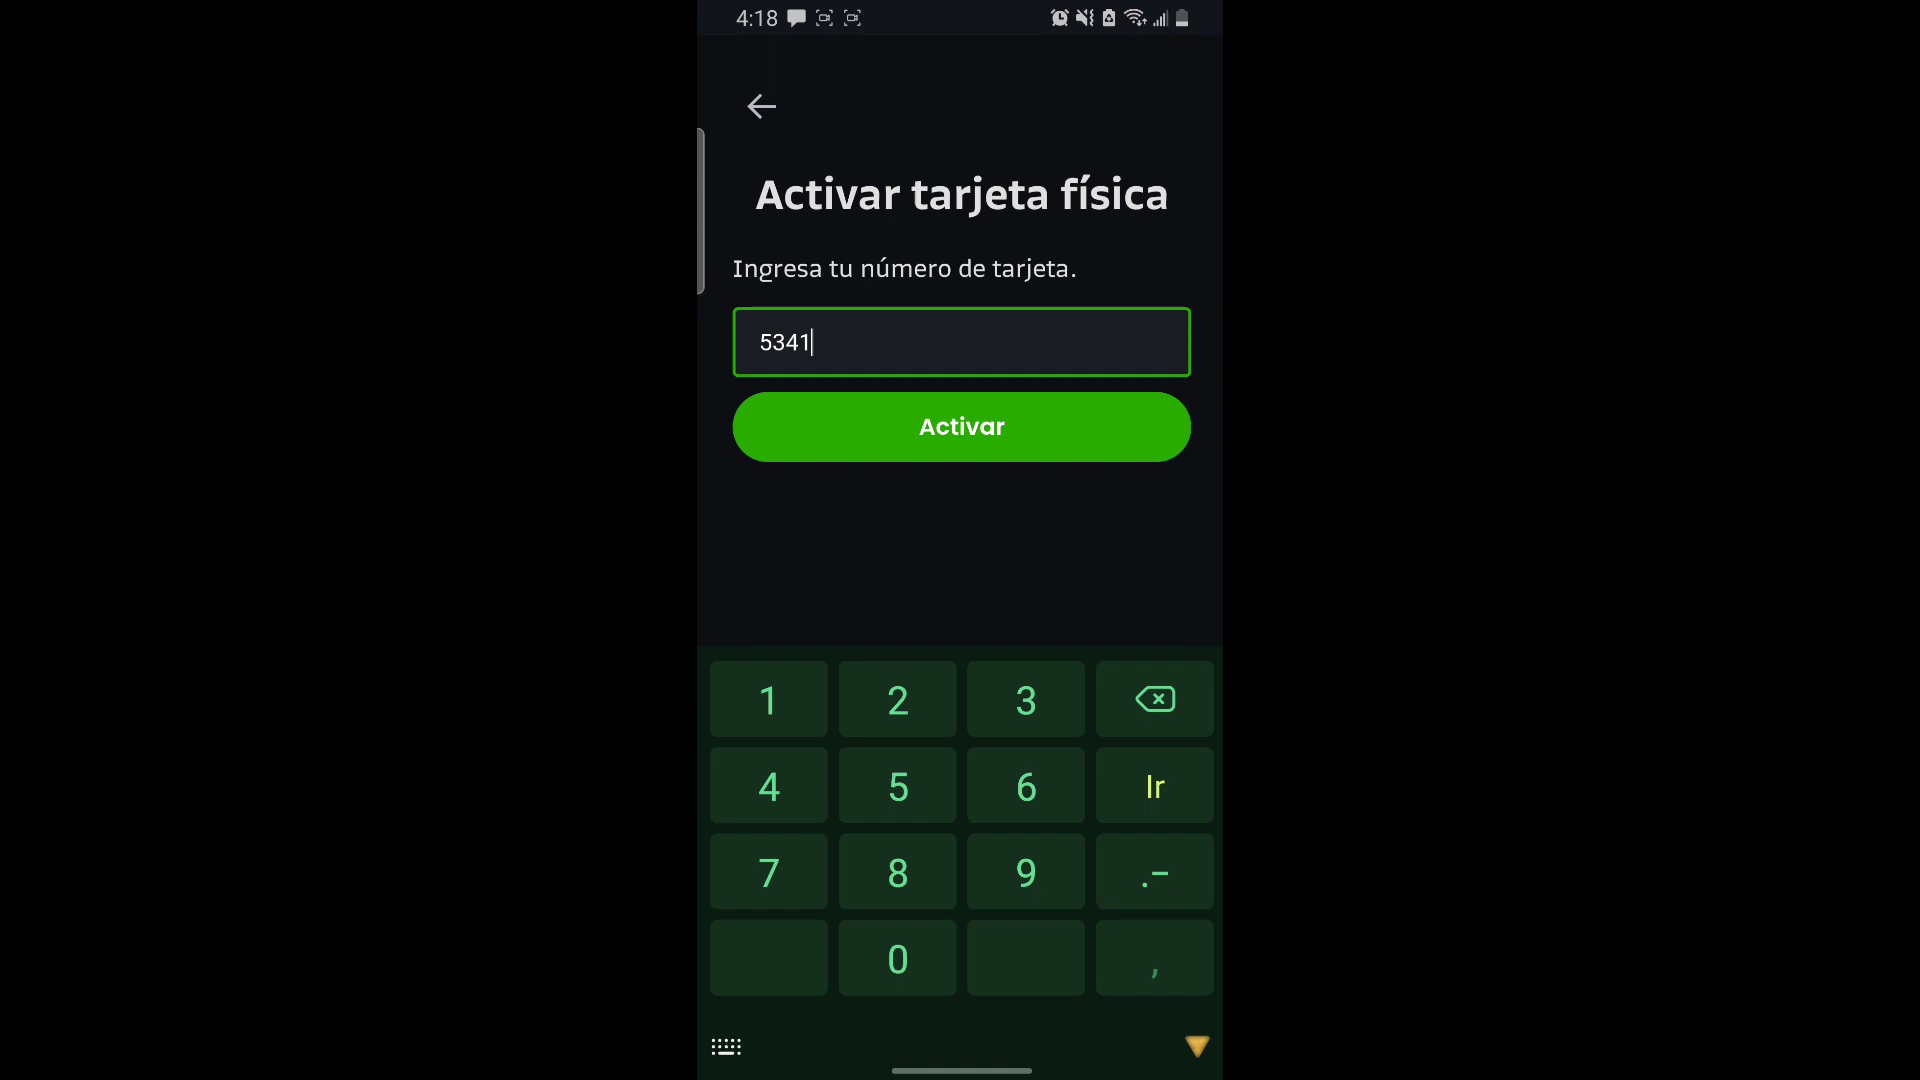 4:18
Activar tarjeta física
Ingresa tu número de tarjeta.
5341
Activar
1 2 3
4 5 6 Ir
7 8 9 .-
0 ,